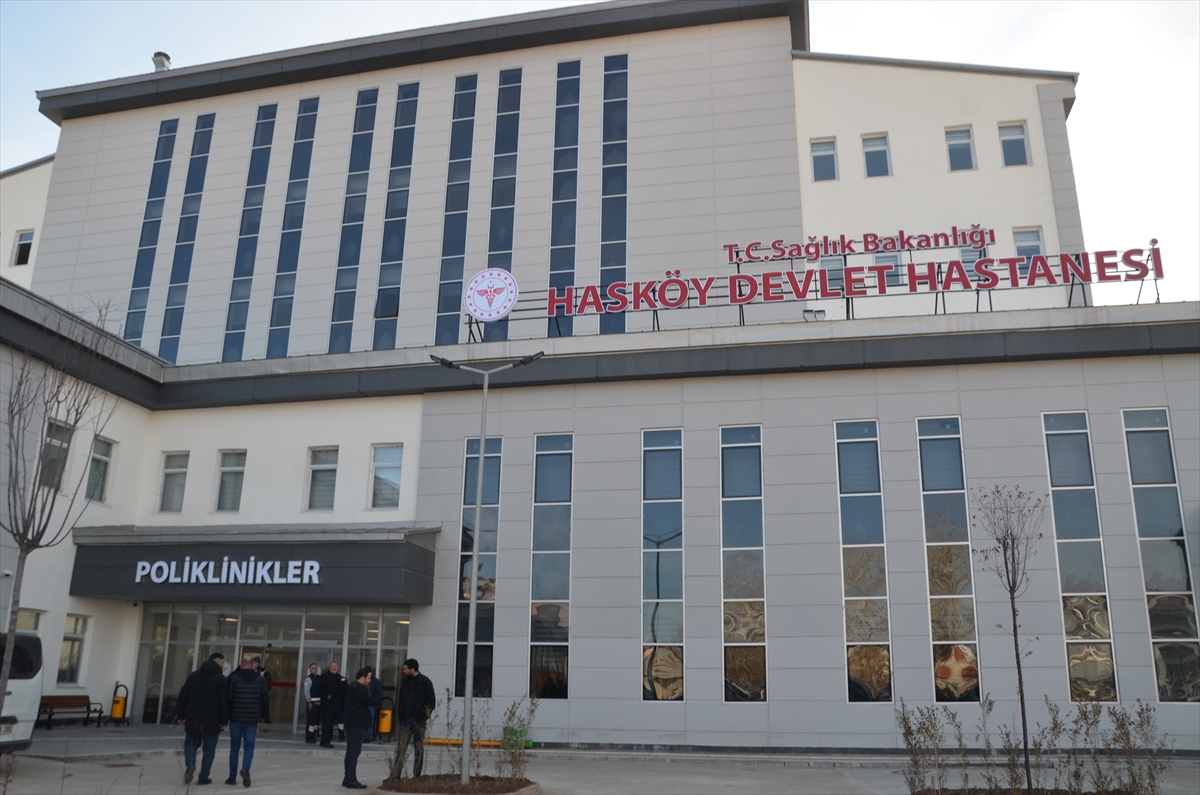 T.C.Sağlık Bakanlığı
HASKÖY DEVLET HASTANESİ
POLİKLİNİKLER